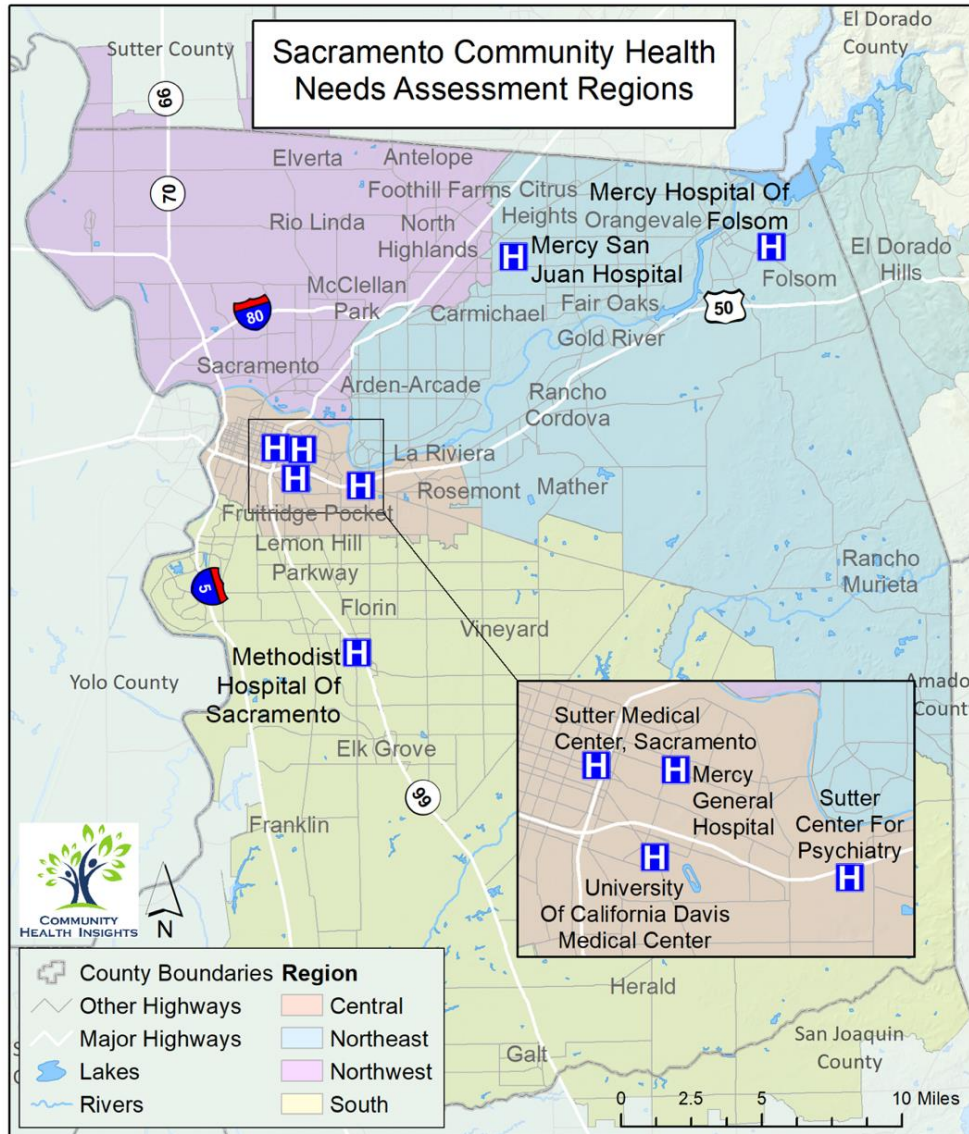 Sacramento Community Health
Needs Assessment Regions
Sutter County
El Dorado
County
99
70
Elverta
Antelope
Foothill Farms
Citrus
Heights
Rio Linda
North
Highlands
Orangevale
Mercy Hospital Of
Folsom
H
H
Mercy San
Juan Hospital
Folsom
El Dorado
Hills
McClellan
Park
80
Carmichael
Fair Oaks
50
Gold River
Sacramento
Arden-Arcade
Rancho
Cordova
H
H
H
H
La Riviera
Rosemont
Mather
Fruitridge Pocket
Lemon Hill
Parkway
Rancho
Murieta
5
Florin
Vineyard
H
Methodist
Hospital Of
Sacramento
Yolo County
Elk Grove
99
Franklin
Sutter Medical
Center, Sacramento
H
H
Mercy
General
Hospital
Sutter
Center For
Psychiatry
H
H
University
Of California Davis
Medical Center
COMMUNITY
HEALTH INSIGHTS
N
County Boundaries
Other Highways
Major Highways
Lakes
Rivers
Region
Central
Northeast
Northwest
South
Herald
Galt
San Joaquin
County
0 2.5 5 10 Miles